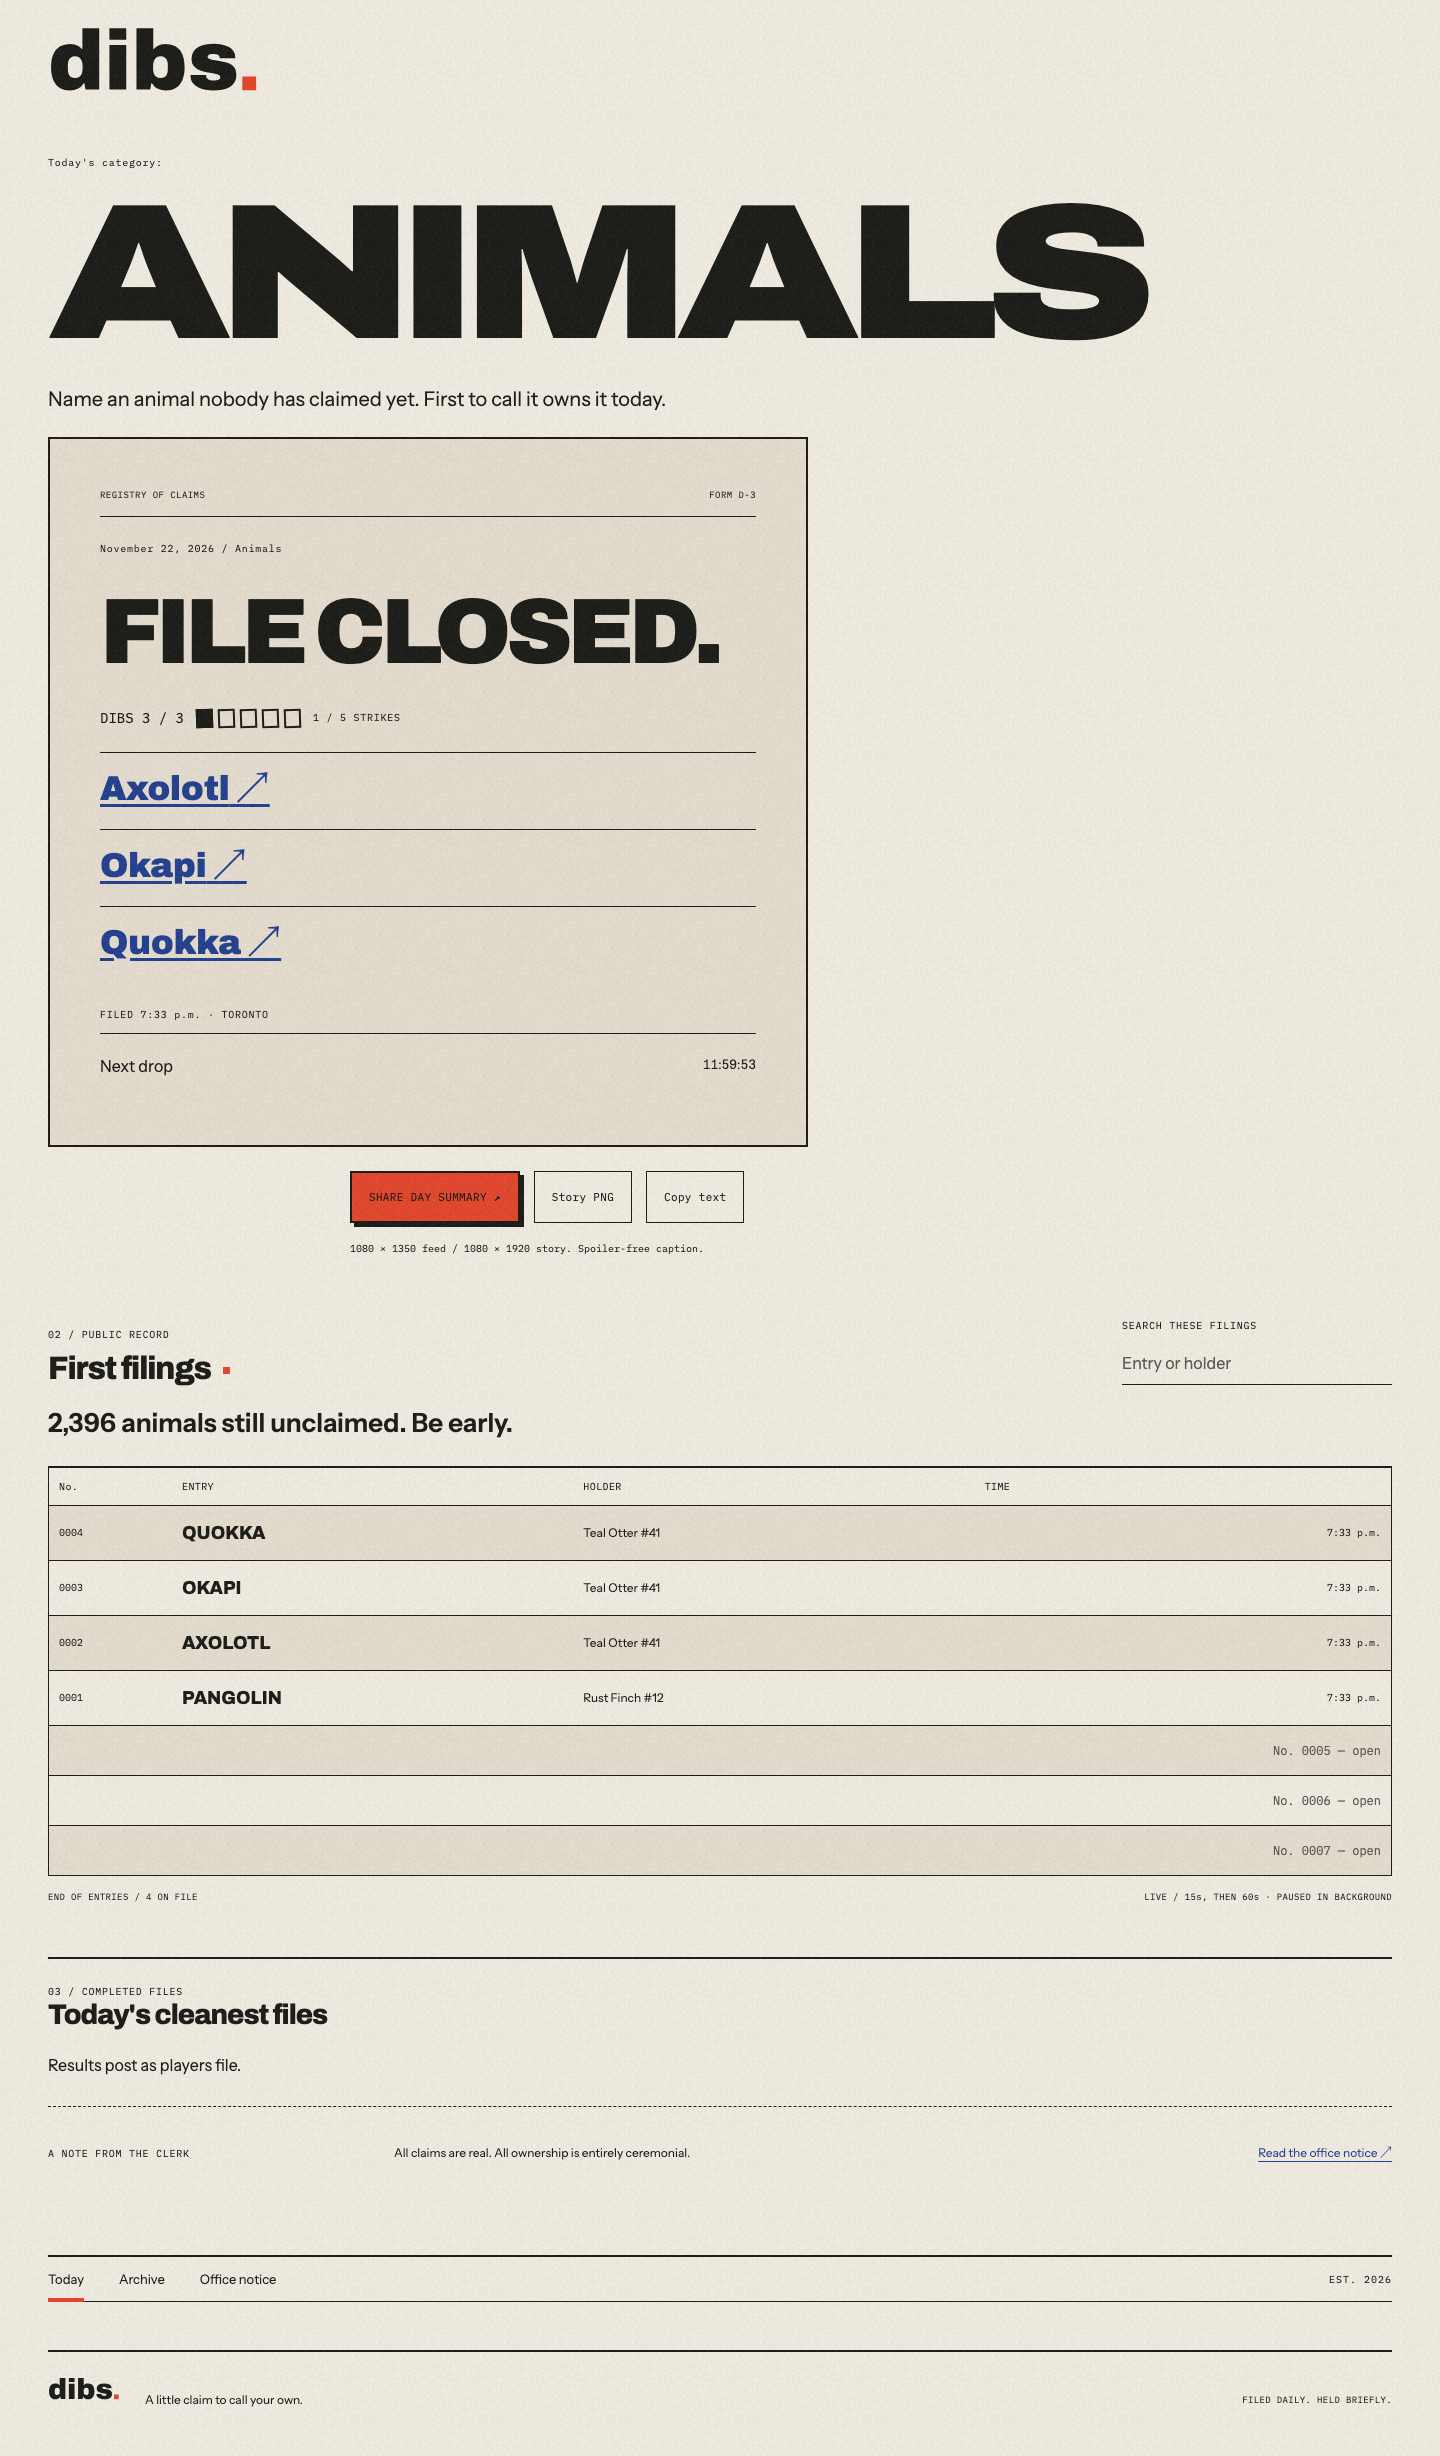 dibs.
Today's category:
ANIMALS
Name an animal nobody has claimed yet. First to call it owns it today.
REGISTRY OF CLAIMS FORM D-3
November 22, 2026 / Animals
FILE CLOSED.
DIBS 3 / 3 1 / 5 STRIKES
Axolotl ↗
Okapi ↗
Quokka ↗
FILED 7:33 p.m. · TORONTO
Next drop 11:59:53
SHARE DAY SUMMARY ↗ Story PNG Copy text
1080 × 1350 feed / 1080 × 1920 story. Spoiler-free caption.
02 / PUBLIC RECORD
First filings
SEARCH THESE FILINGS
Entry or holder
2,396 animals still unclaimed. Be early.
No. ENTRY HOLDER TIME
0004 QUOKKA Teal Otter #41 7:33 p.m.
0003 OKAPI Teal Otter #41 7:33 p.m.
0002 AXOLOTL Teal Otter #41 7:33 p.m.
0001 PANGOLIN Rust Finch #12 7:33 p.m.
No. 0005 — open
No. 0006 — open
No. 0007 — open
END OF ENTRIES / 4 ON FILE LIVE / 15s, THEN 60s · PAUSED IN BACKGROUND
03 / COMPLETED FILES
Today's cleanest files
Results post as players file.
A NOTE FROM THE CLERK All claims are real. All ownership is entirely ceremonial. Read the office notice ↗
Today Archive Office notice EST. 2026
dibs. A little claim to call your own. FILED DAILY. HELD BRIEFLY.